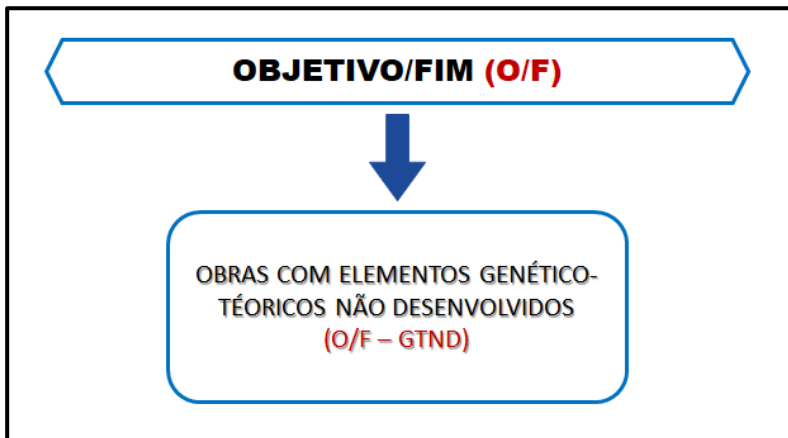 OBJETIVO/FIM (O/F)
OBRAS COM ELEMENTOS GENÉTICO-
TÉORICOS NÃO DESENVOLVIDOS
(O/F – GTND)